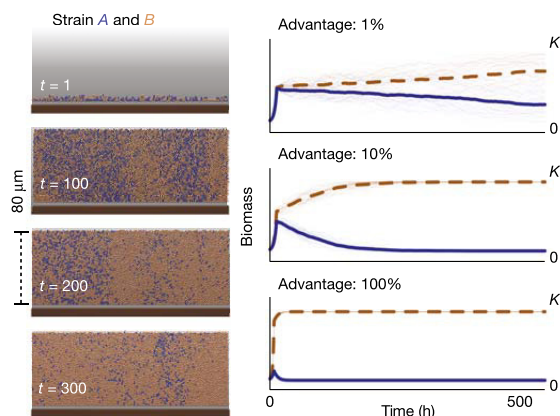 Strain A and B
t = 1
t = 100
t = 200
t = 300
80 µm
Advantage: 1%
K
0
Advantage: 10%
K
0
Biomass
Advantage: 100%
K
0
0
500
Time (h)